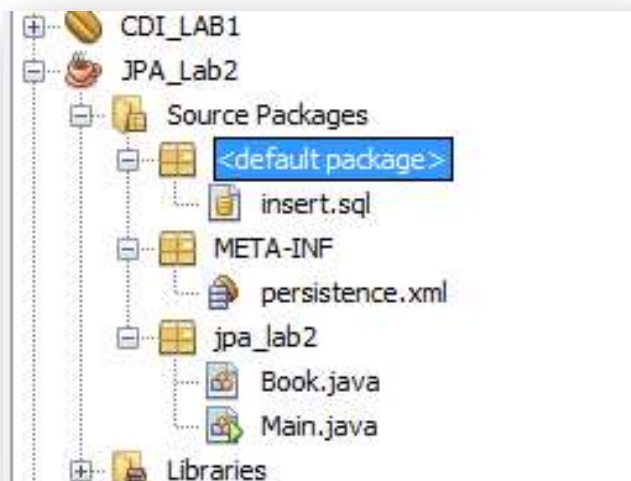 CDI_LAB1
JPA_Lab2
Source Packages
<default package>
insert.sql
META-INF
persistence.xml
jpa_lab2
Book.java
Main.java
Libraries